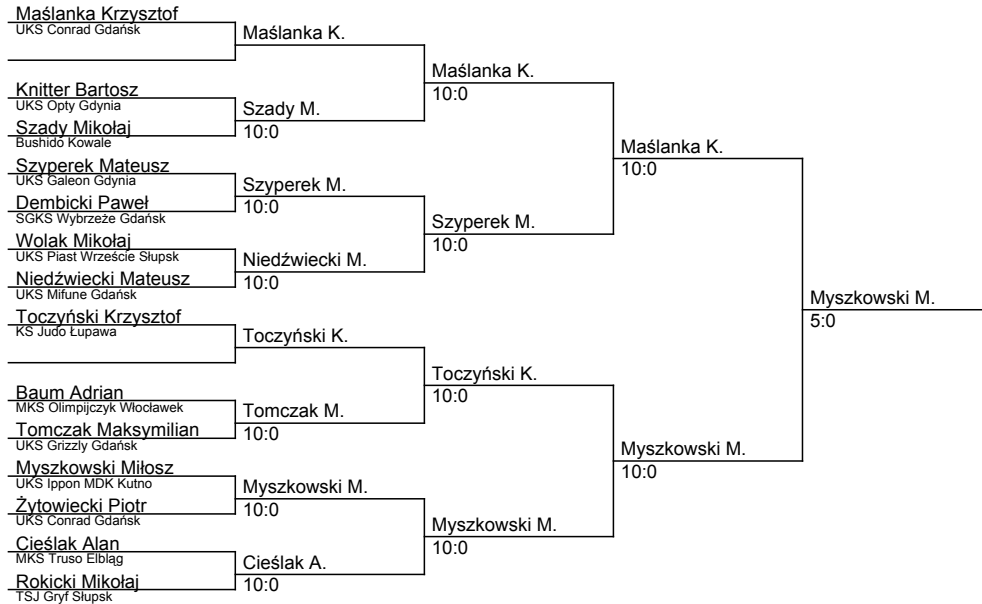 Maślanka Krzysztof
UKS Conrad Gdańsk
Knitter Bartosz
UKS Opty Gdynia
Szady Mikołaj
Bushido Kowale
Szyperek Mateusz
UKS Galeon Gdynia
Dembicki Paweł
SGKS Wybrzeże Gdańsk
Wolak Mikołaj
UKS Piast Wrzeście Słupsk
Niedźwiecki Mateusz
UKS Mifune Gdańsk
Toczyński Krzysztof
KS Judo Łupawa
Baum Adrian
MKS Olimpijczyk Włocławek
Tomczak Maksymilian
UKS Grizzly Gdańsk
Myszkowski Miłosz
UKS Ippon MDK Kutno
Żytowiecki Piotr
UKS Conrad Gdańsk
Cieślak Alan
MKS Truso Elbląg
Rokicki Mikołaj
TSJ Gryf Słupsk
Maślanka K.
Szady M.
10:0
Szyperek M.
10:0
Niedźwiecki M.
10:0
Toczyński K.
Tomczak M.
10:0
Myszkowski M.
10:0
Cieślak A.
10:0
Maślanka K.
10:0
Szyperek M.
10:0
Toczyński K.
10:0
Myszkowski M.
10:0
Maślanka K.
10:0
Myszkowski M.
10:0
Myszkowski M.
5:0